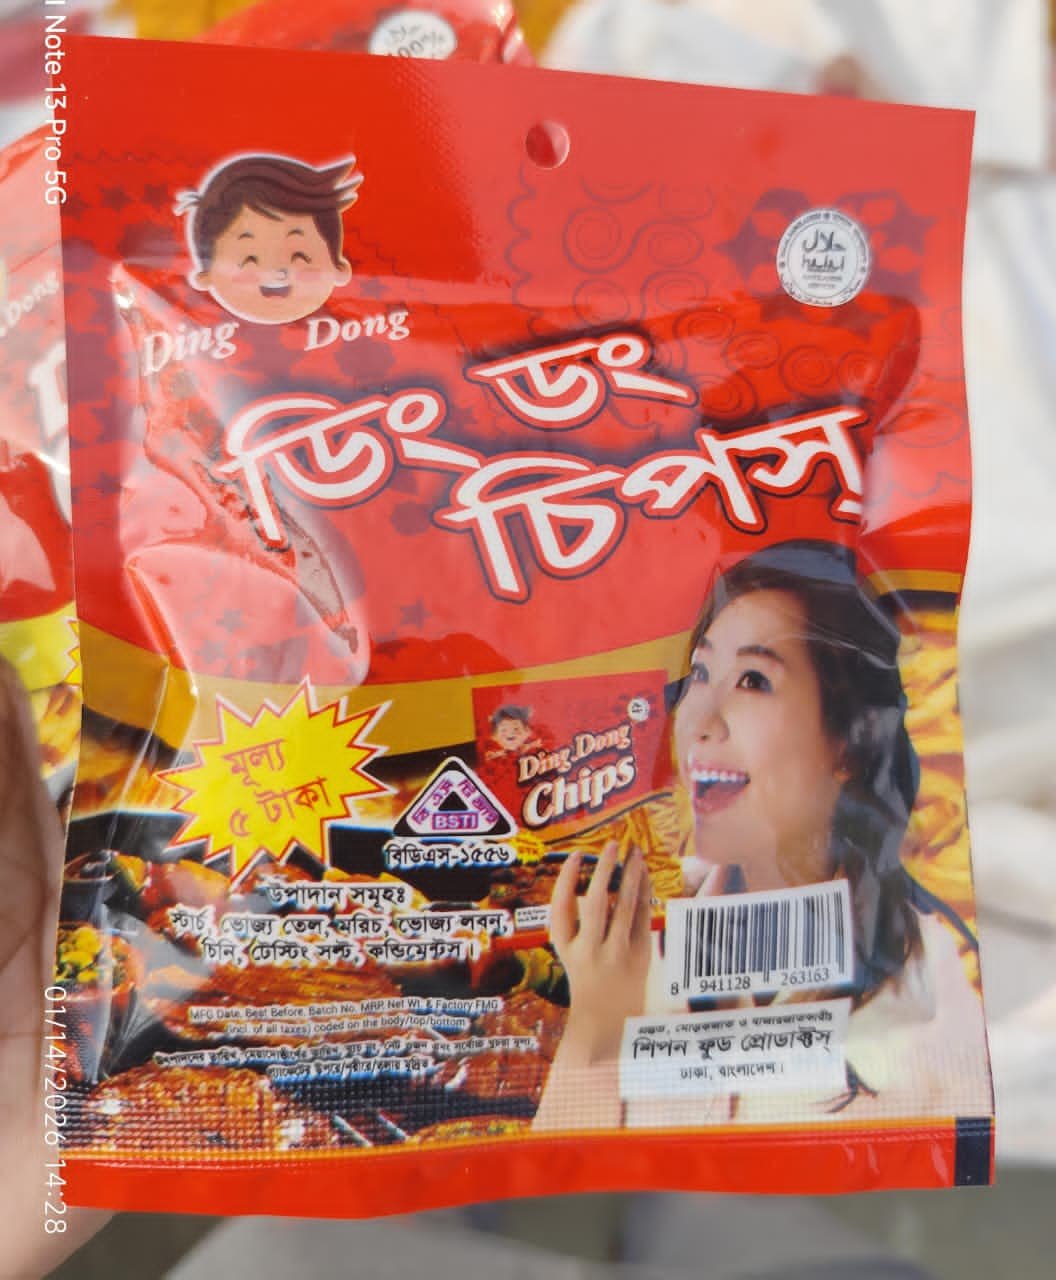 Note 13 Pro 5G
100%
Ding Dong
ডিং ডং
চিপস্
halal
মূল্য
৫ টাকা
Ding Dong
Chips
BSTI
বিডিএস-১৫৫৬
উপাদান সমূহঃ
স্টার্চ, ভোজ্য তেল, মরিচ, ভোজ্য লবন,
চিনি, টেস্টিং সল্ট, কন্ডিমেন্টস।
MFG Date, Best Before, Batch No. MRP, Net Wt. & Factory FMG
(incl. of all taxes) coded on the body/top/bottom
8 941128 263163
শিপন ফুড প্রোডাক্টস্
ঢাকা, বাংলাদেশ।
01/14/2026 14:28